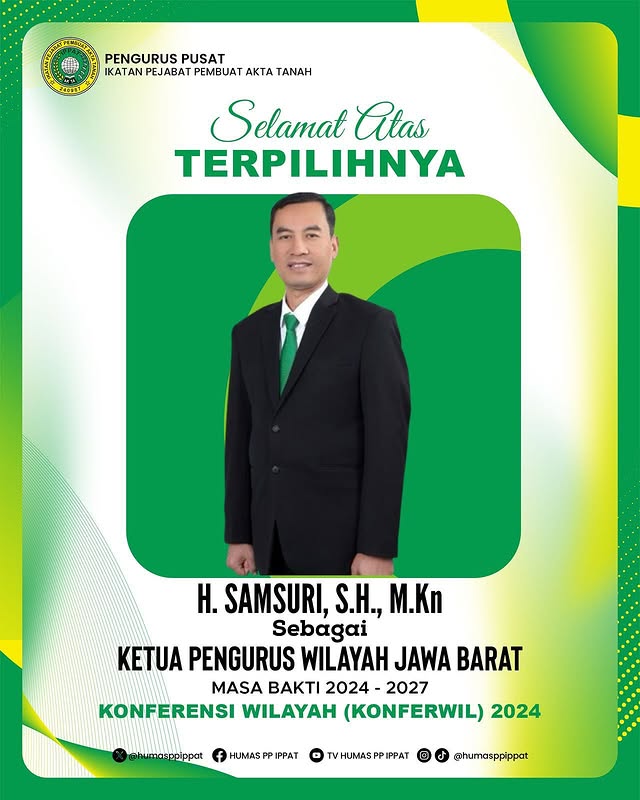 PENGURUS PUSAT
IKATAN PEJABAT PEMBUAT AKTA TANAH
Selamat Atas
TERPILIHNYA
H. SAMSURI, S.H., M.Kn
Sebagai
KETUA PENGURUS WILAYAH JAWA BARAT
MASA BAKTI 2024 - 2027
KONFERENSI WILAYAH (KONFERWIL) 2024
@humasppippat HUMAS PP IPPAT TV HUMAS PP IPPAT @humasppippat